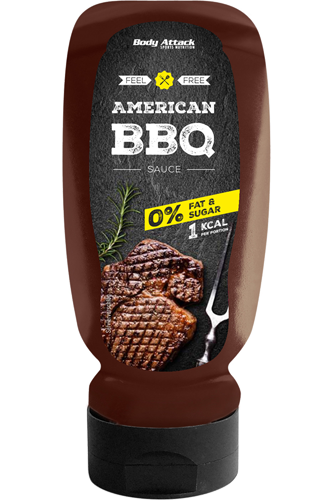 Body Attack
SPORTS NUTRITION
FEEL FREE
AMERICAN
BBQ
SAUCE
0% FAT &
SUGAR
1 KCAL
PER PORTION